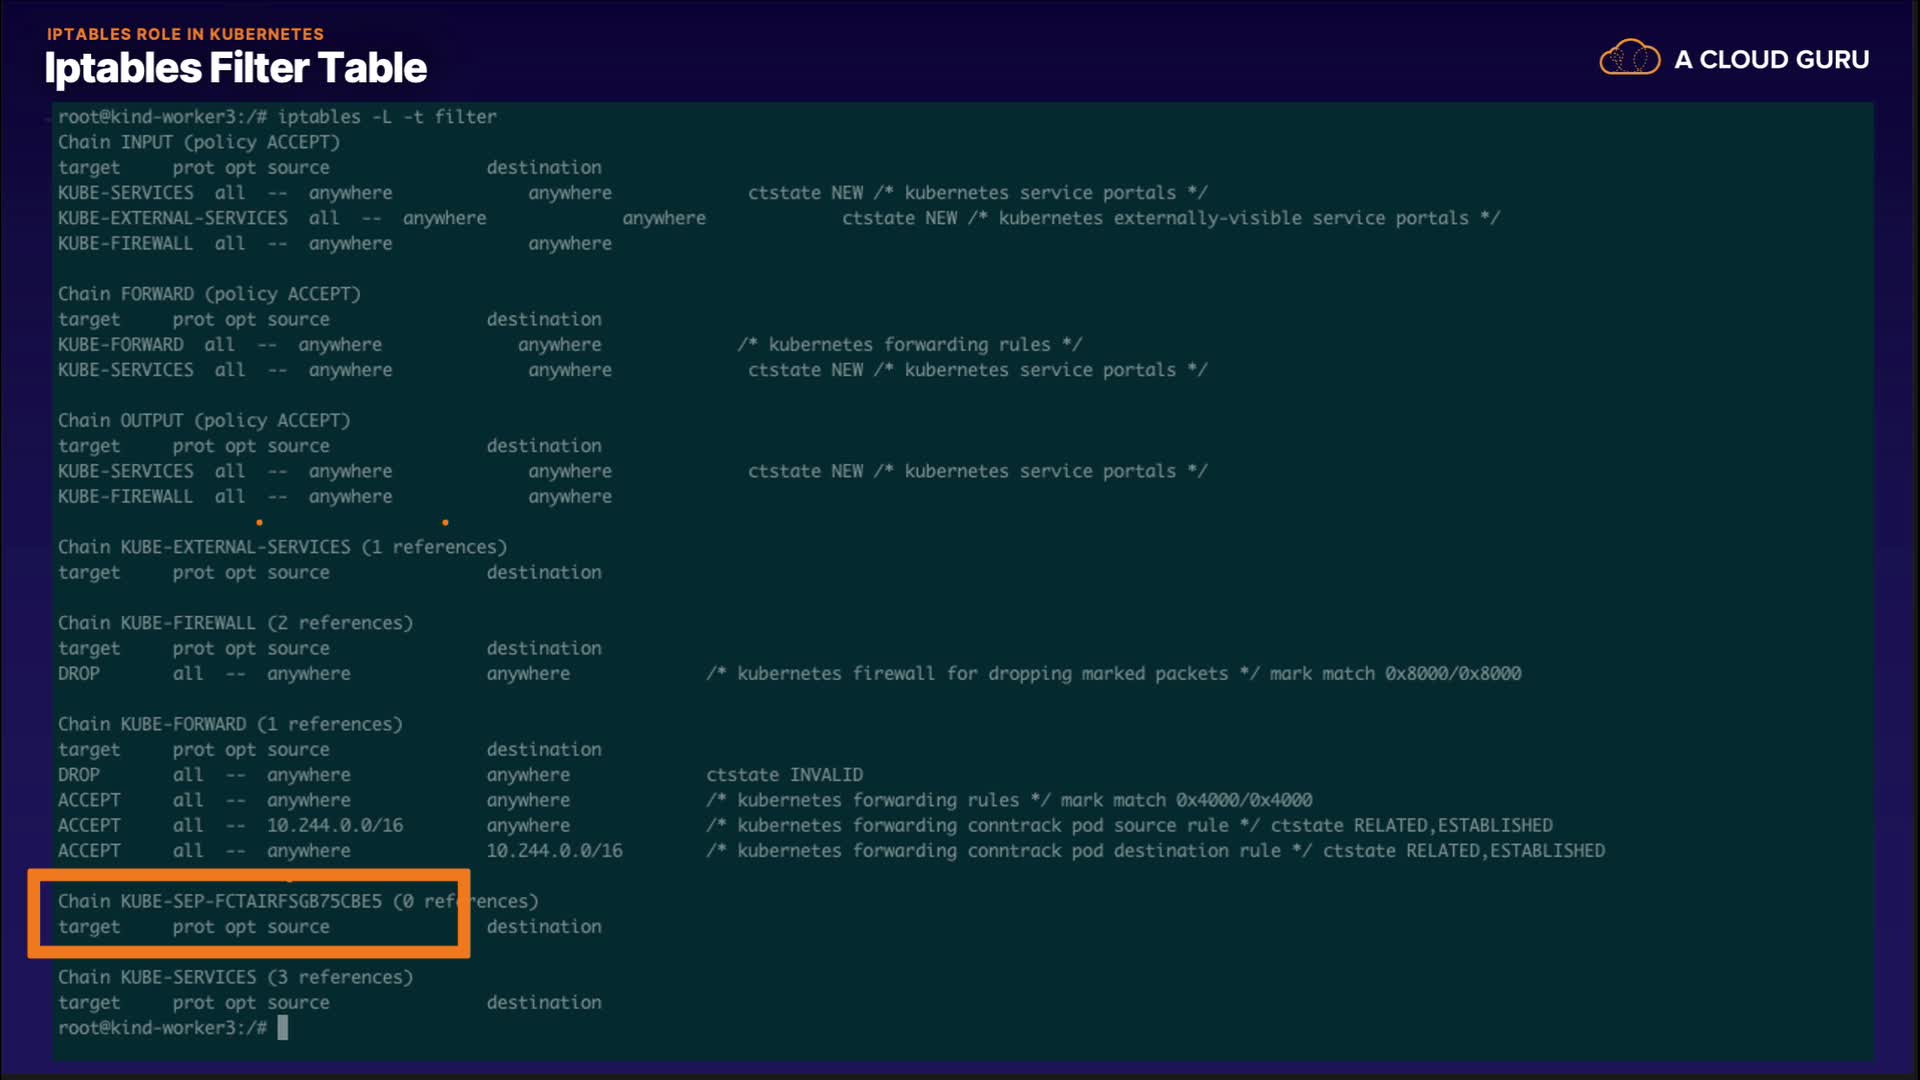 IPTABLES ROLE IN KUBERNETES
Iptables Filter Table
A CLOUD GURU
root@kind-worker3:/# iptables -L -t filter
Chain INPUT (policy ACCEPT)
target     prot opt source               destination
KUBE-SERVICES  all  --  anywhere             anywhere             ctstate NEW /* kubernetes service portals */
KUBE-EXTERNAL-SERVICES  all  --  anywhere             anywhere             ctstate NEW /* kubernetes externally-visible service portals */
KUBE-FIREWALL  all  --  anywhere             anywhere
Chain FORWARD (policy ACCEPT)
target     prot opt source               destination
KUBE-FORWARD  all  --  anywhere             anywhere             /* kubernetes forwarding rules */
KUBE-SERVICES  all  --  anywhere             anywhere             ctstate NEW /* kubernetes service portals */
Chain OUTPUT (policy ACCEPT)
target     prot opt source               destination
KUBE-SERVICES  all  --  anywhere             anywhere             ctstate NEW /* kubernetes service portals */
KUBE-FIREWALL  all  --  anywhere             anywhere
Chain KUBE-EXTERNAL-SERVICES (1 references)
target     prot opt source               destination
Chain KUBE-FIREWALL (2 references)
target     prot opt source               destination
DROP       all  --  anywhere             anywhere             /* kubernetes firewall for dropping marked packets */ mark match 0x8000/0x8000
Chain KUBE-FORWARD (1 references)
target     prot opt source               destination
DROP       all  --  anywhere             anywhere             ctstate INVALID
ACCEPT     all  --  anywhere             anywhere             /* kubernetes forwarding rules */ mark match 0x4000/0x4000
ACCEPT     all  --  10.244.0.0/16        anywhere             /* kubernetes forwarding conntrack pod source rule */ ctstate RELATED,ESTABLISHED
ACCEPT     all  --  anywhere             10.244.0.0/16        /* kubernetes forwarding conntrack pod destination rule */ ctstate RELATED,ESTABLISHED
Chain KUBE-SEP-FCTAIRFSGB75CBE5 (0 references)
target     prot opt source               destination
Chain KUBE-SERVICES (3 references)
target     prot opt source               destination
root@kind-worker3:/#